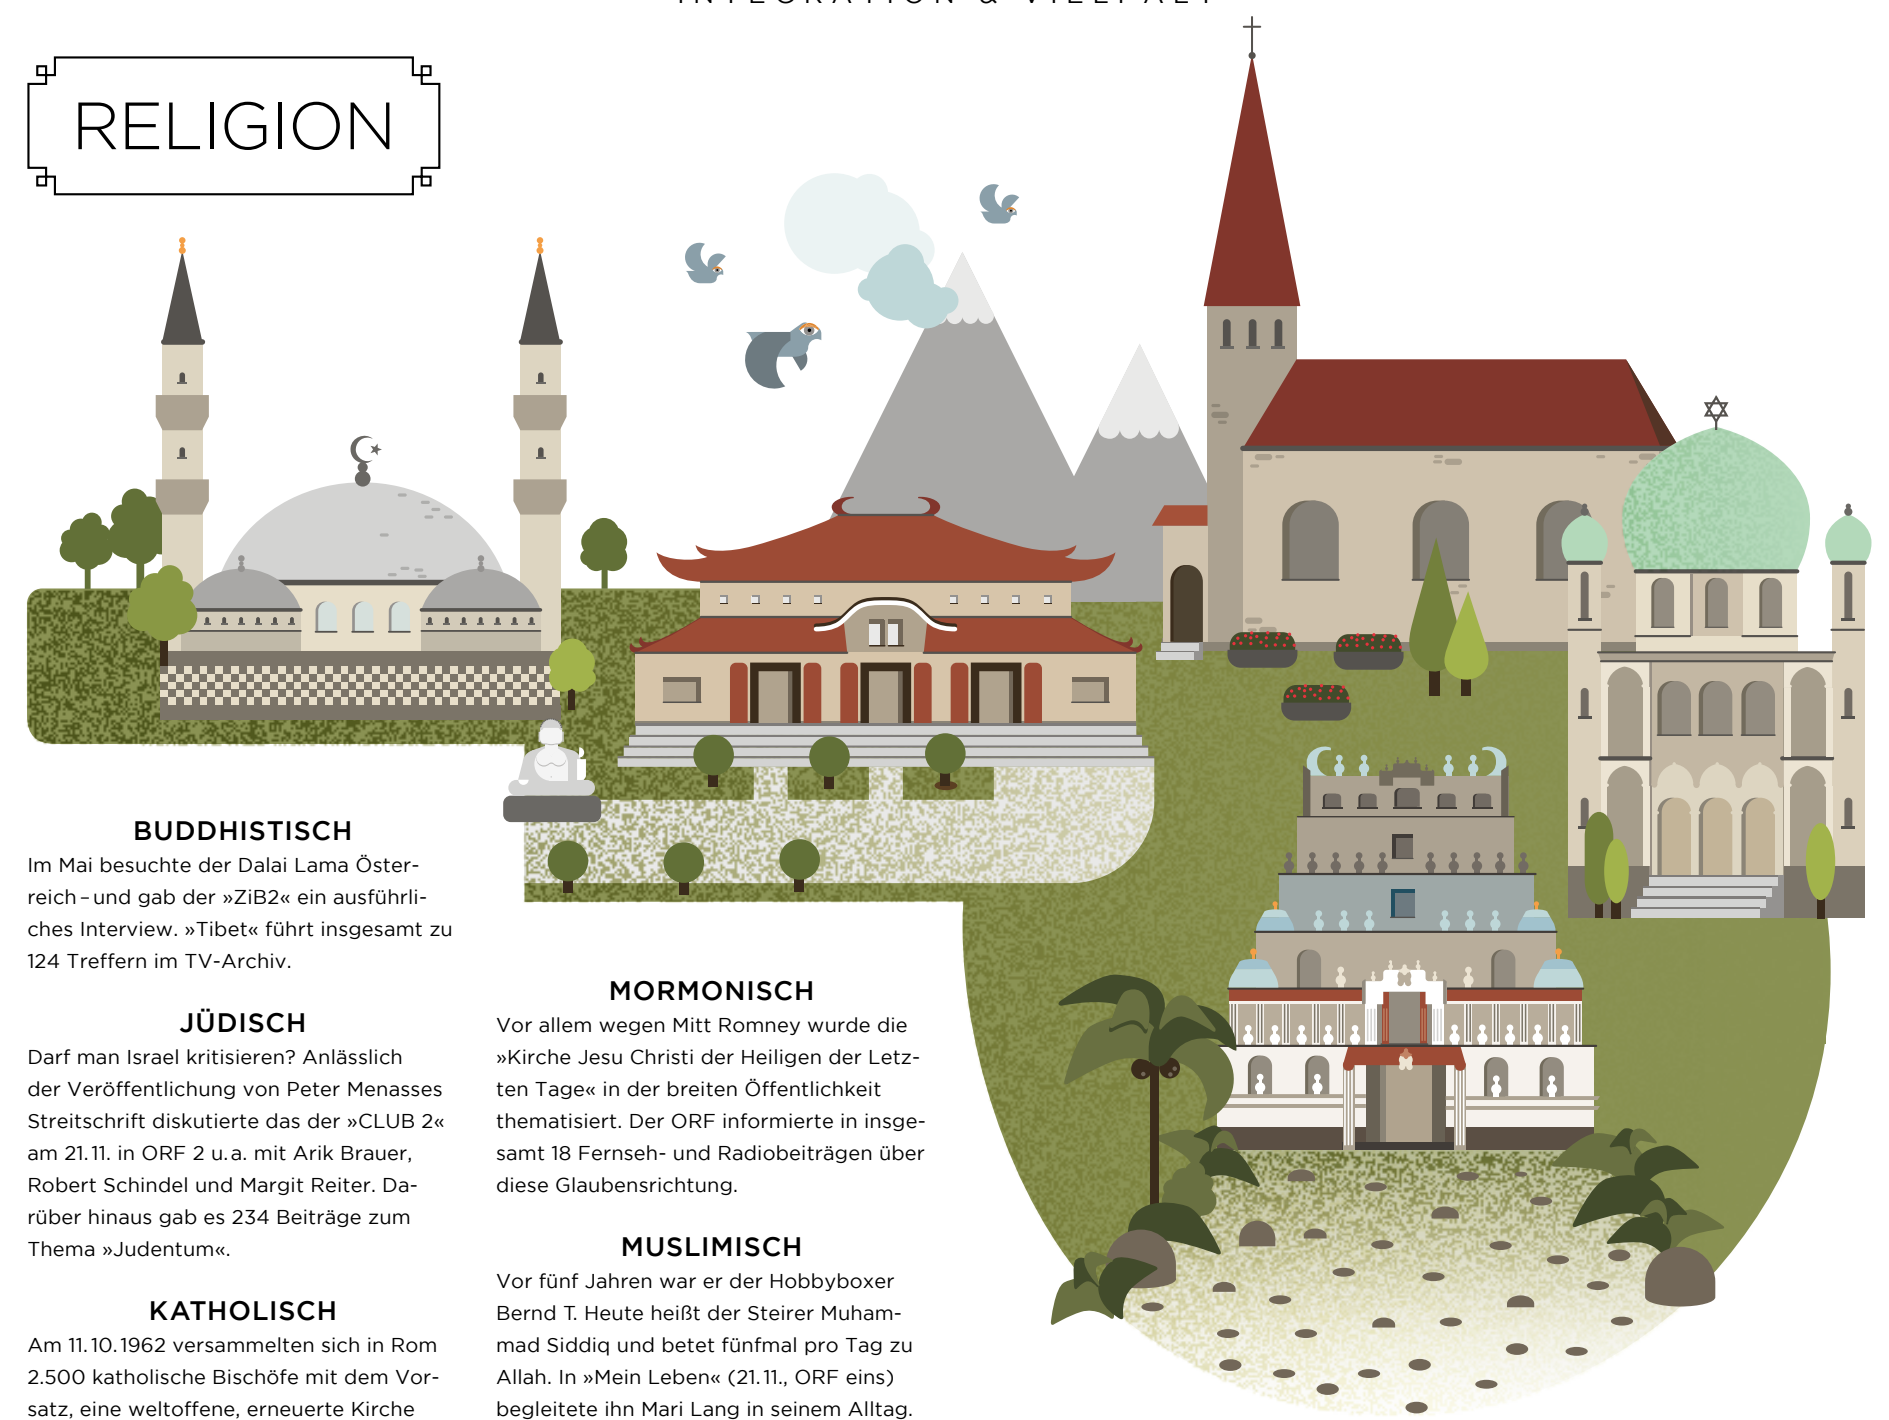 INTEGRATION & VIELFALT
RELIGION
BUDDHISTISCH
Im Mai besuchte der Dalai Lama Öster-
reich – und gab der »ZiB2« ein ausführli-
ches Interview. »Tibet« führt insgesamt zu
124 Treffern im TV-Archiv.
JÜDISCH
Darf man Israel kritisieren? Anlässlich
der Veröffentlichung von Peter Menasses
Streitschrift diskutierte das der »CLUB 2«
am 21.11. in ORF 2 u.a. mit Arik Brauer,
Robert Schindel und Margit Reiter. Da-
rüber hinaus gab es 234 Beiträge zum
Thema »Judentum«.
KATHOLISCH
Am 11.10.1962 versammelten sich in Rom
2.500 katholische Bischöfe mit dem Vor-
satz, eine weltoffene, erneuerte Kirche
MORMONISCH
Vor allem wegen Mitt Romney wurde die
»Kirche Jesu Christi der Heiligen der Letz-
ten Tage« in der breiten Öffentlichkeit
thematisiert. Der ORF informierte in insge-
samt 18 Fernseh- und Radiobeiträgen über
diese Glaubensrichtung.
MUSLIMISCH
Vor fünf Jahren war er der Hobbyboxer
Bernd T. Heute heißt der Steirer Muham-
mad Siddiq und betet fünfmal pro Tag zu
Allah. In »Mein Leben« (21.11., ORF eins)
begleitete ihn Mari Lang in seinem Alltag.